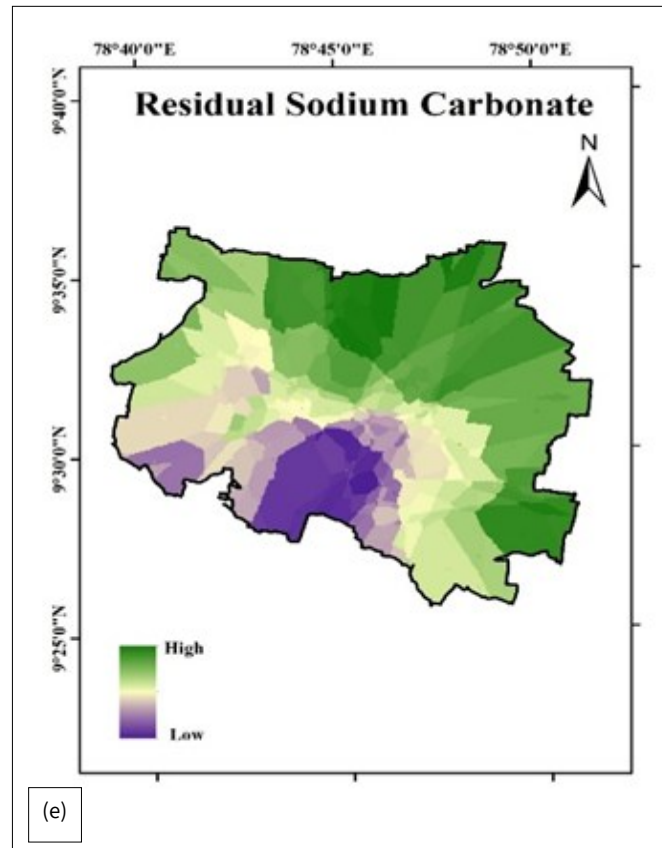 78°40'0"E 78°45'0"E 78°50'0"E
Residual Sodium Carbonate
N
9°40'0"N
9°35'0"N
9°30'0"N
9°25'0"N
High
Low
(e)